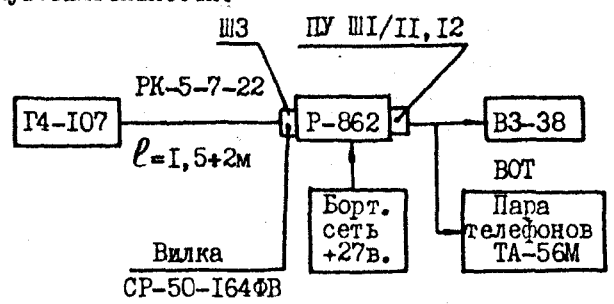 Ш3
ПУ ШI/II,I2
РК-5-7-22
Г4-I07
Р-862
В3-38
ℓ=I,5+2м
ВОТ
Борт.
сеть
+27в.
Пара
телефонов
ТА-56М
Вилка
СР-50-I64ФВ